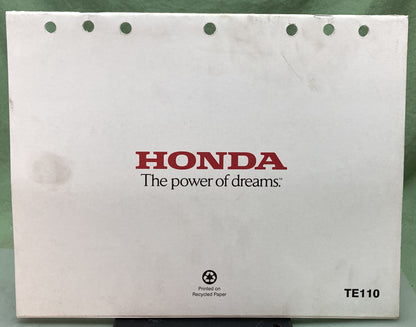 HONDA
The power of dreams.™
Printed on
Recycled Paper
TE110